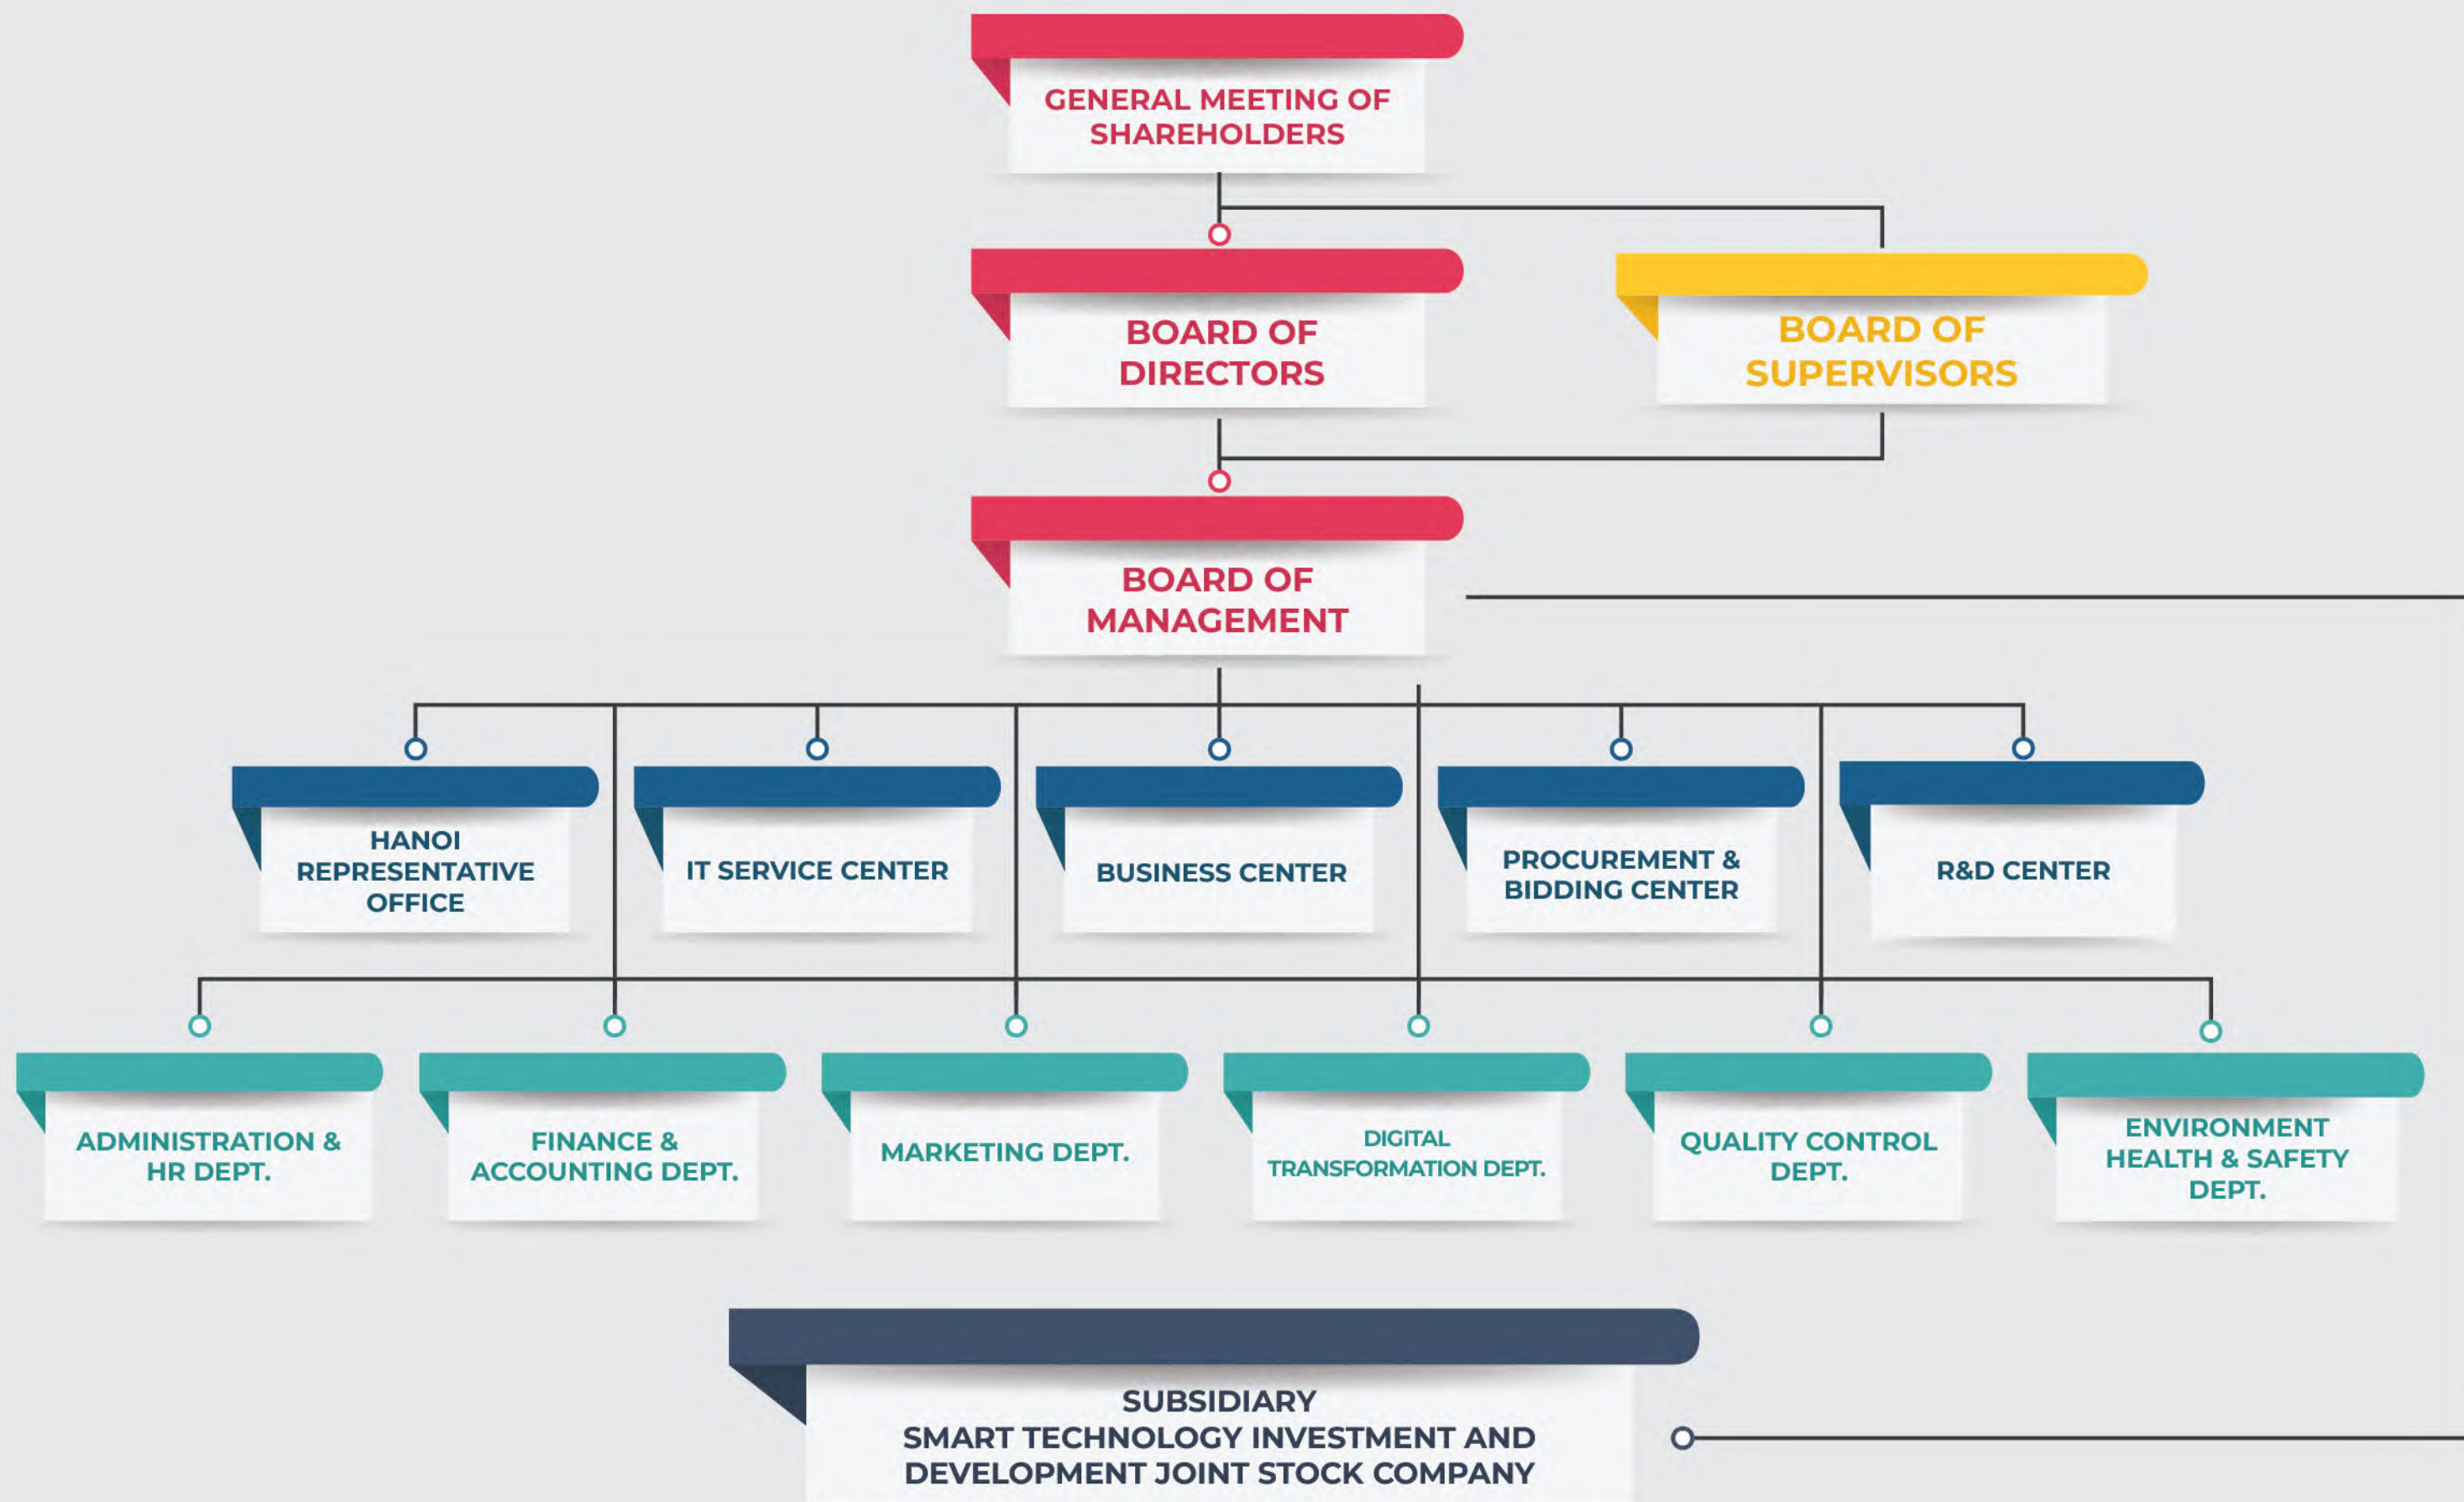 GENERAL MEETING OF
SHAREHOLDERS
BOARD OF
DIRECTORS
BOARD OF
SUPERVISORS
BOARD OF
MANAGEMENT
HANOI
REPRESENTATIVE
OFFICE
IT SERVICE CENTER
BUSINESS CENTER
PROCUREMENT &
BIDDING CENTER
R&D CENTER
ADMINISTRATION &
HR DEPT.
FINANCE &
ACCOUNTING DEPT.
MARKETING DEPT.
DIGITAL
TRANSFORMATION DEPT.
QUALITY CONTROL
DEPT.
ENVIRONMENT
HEALTH & SAFETY
DEPT.
SUBSIDIARY
SMART TECHNOLOGY INVESTMENT AND
DEVELOPMENT JOINT STOCK COMPANY